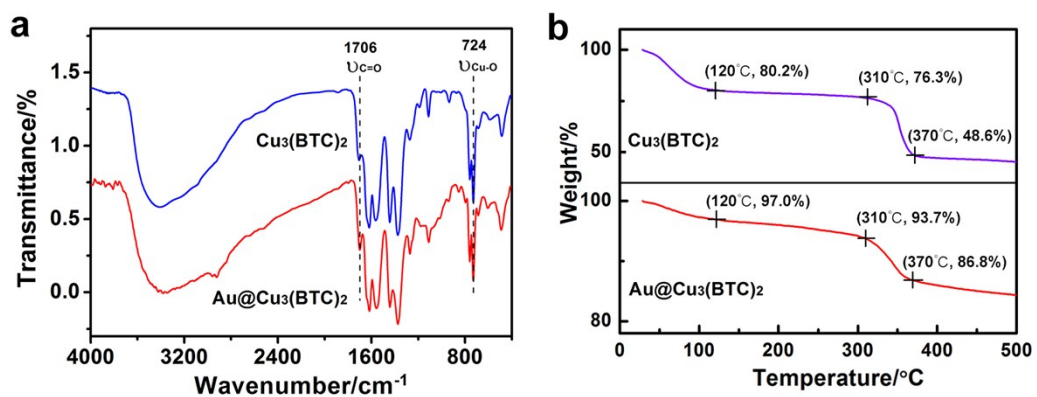 a
1706
υC=O
724
υCu-O
Cu3(BTC)2
Au@Cu3(BTC)2
Transmittance/%
1.5
1.0
0.5
0.0
4000 3200 2400 1600 800
Wavenumber/cm-1
b
100
(120°C, 80.2%)
(310°C, 76.3%)
Cu3(BTC)2
(370°C, 48.6%)
50
Weight/%
100
(120°C, 97.0%)
(310°C, 93.7%)
(370°C, 86.8%)
Au@Cu3(BTC)2
80
0 100 200 300 400 500
Temperature/°C